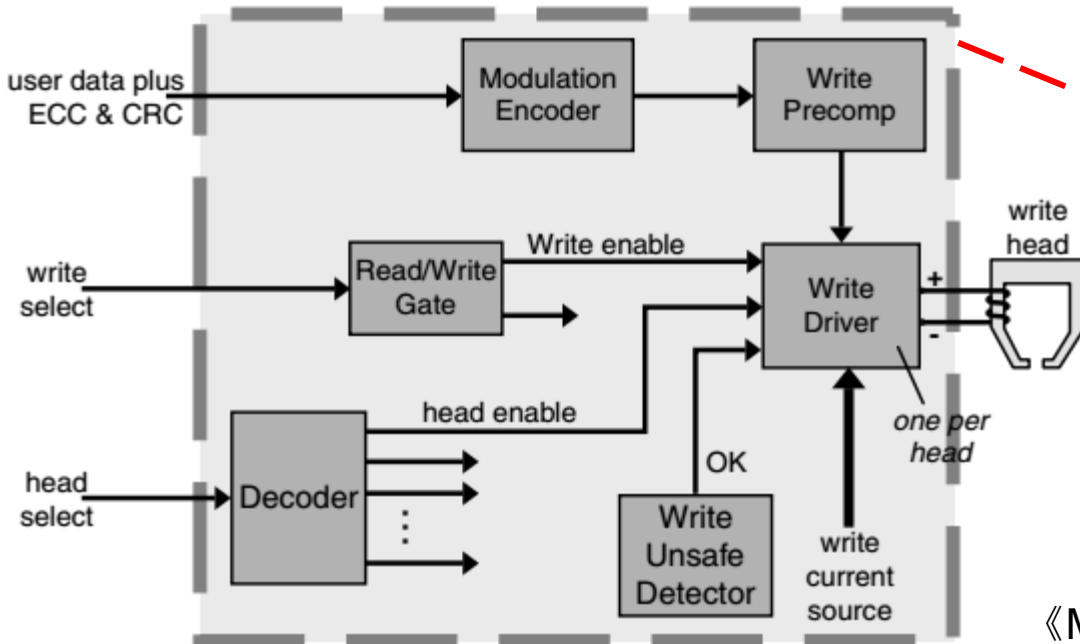 user data plus
ECC & CRC
Modulation
Encoder
Write
Precomp
write
head
write
select
Read/Write
Gate
Write enable
Write
Driver
+
-
head enable
one per
head
head
select
Decoder
OK
Write
Unsafe
Detector
write
current
source
《M